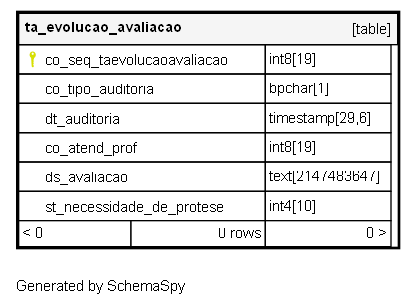 ta_evolucao_avaliacao [table]
co_seq_taevolucaoavaliacao int8[19]
co_tipo_auditoria bpchar[1]
dt_auditoria timestamp[29,6]
co_atend_prof int8[19]
ds_avaliacao text[2147483647]
st_necessidade_de_protese int4[10]
< 0 0 rows 0 >
Generated by SchemaSpy